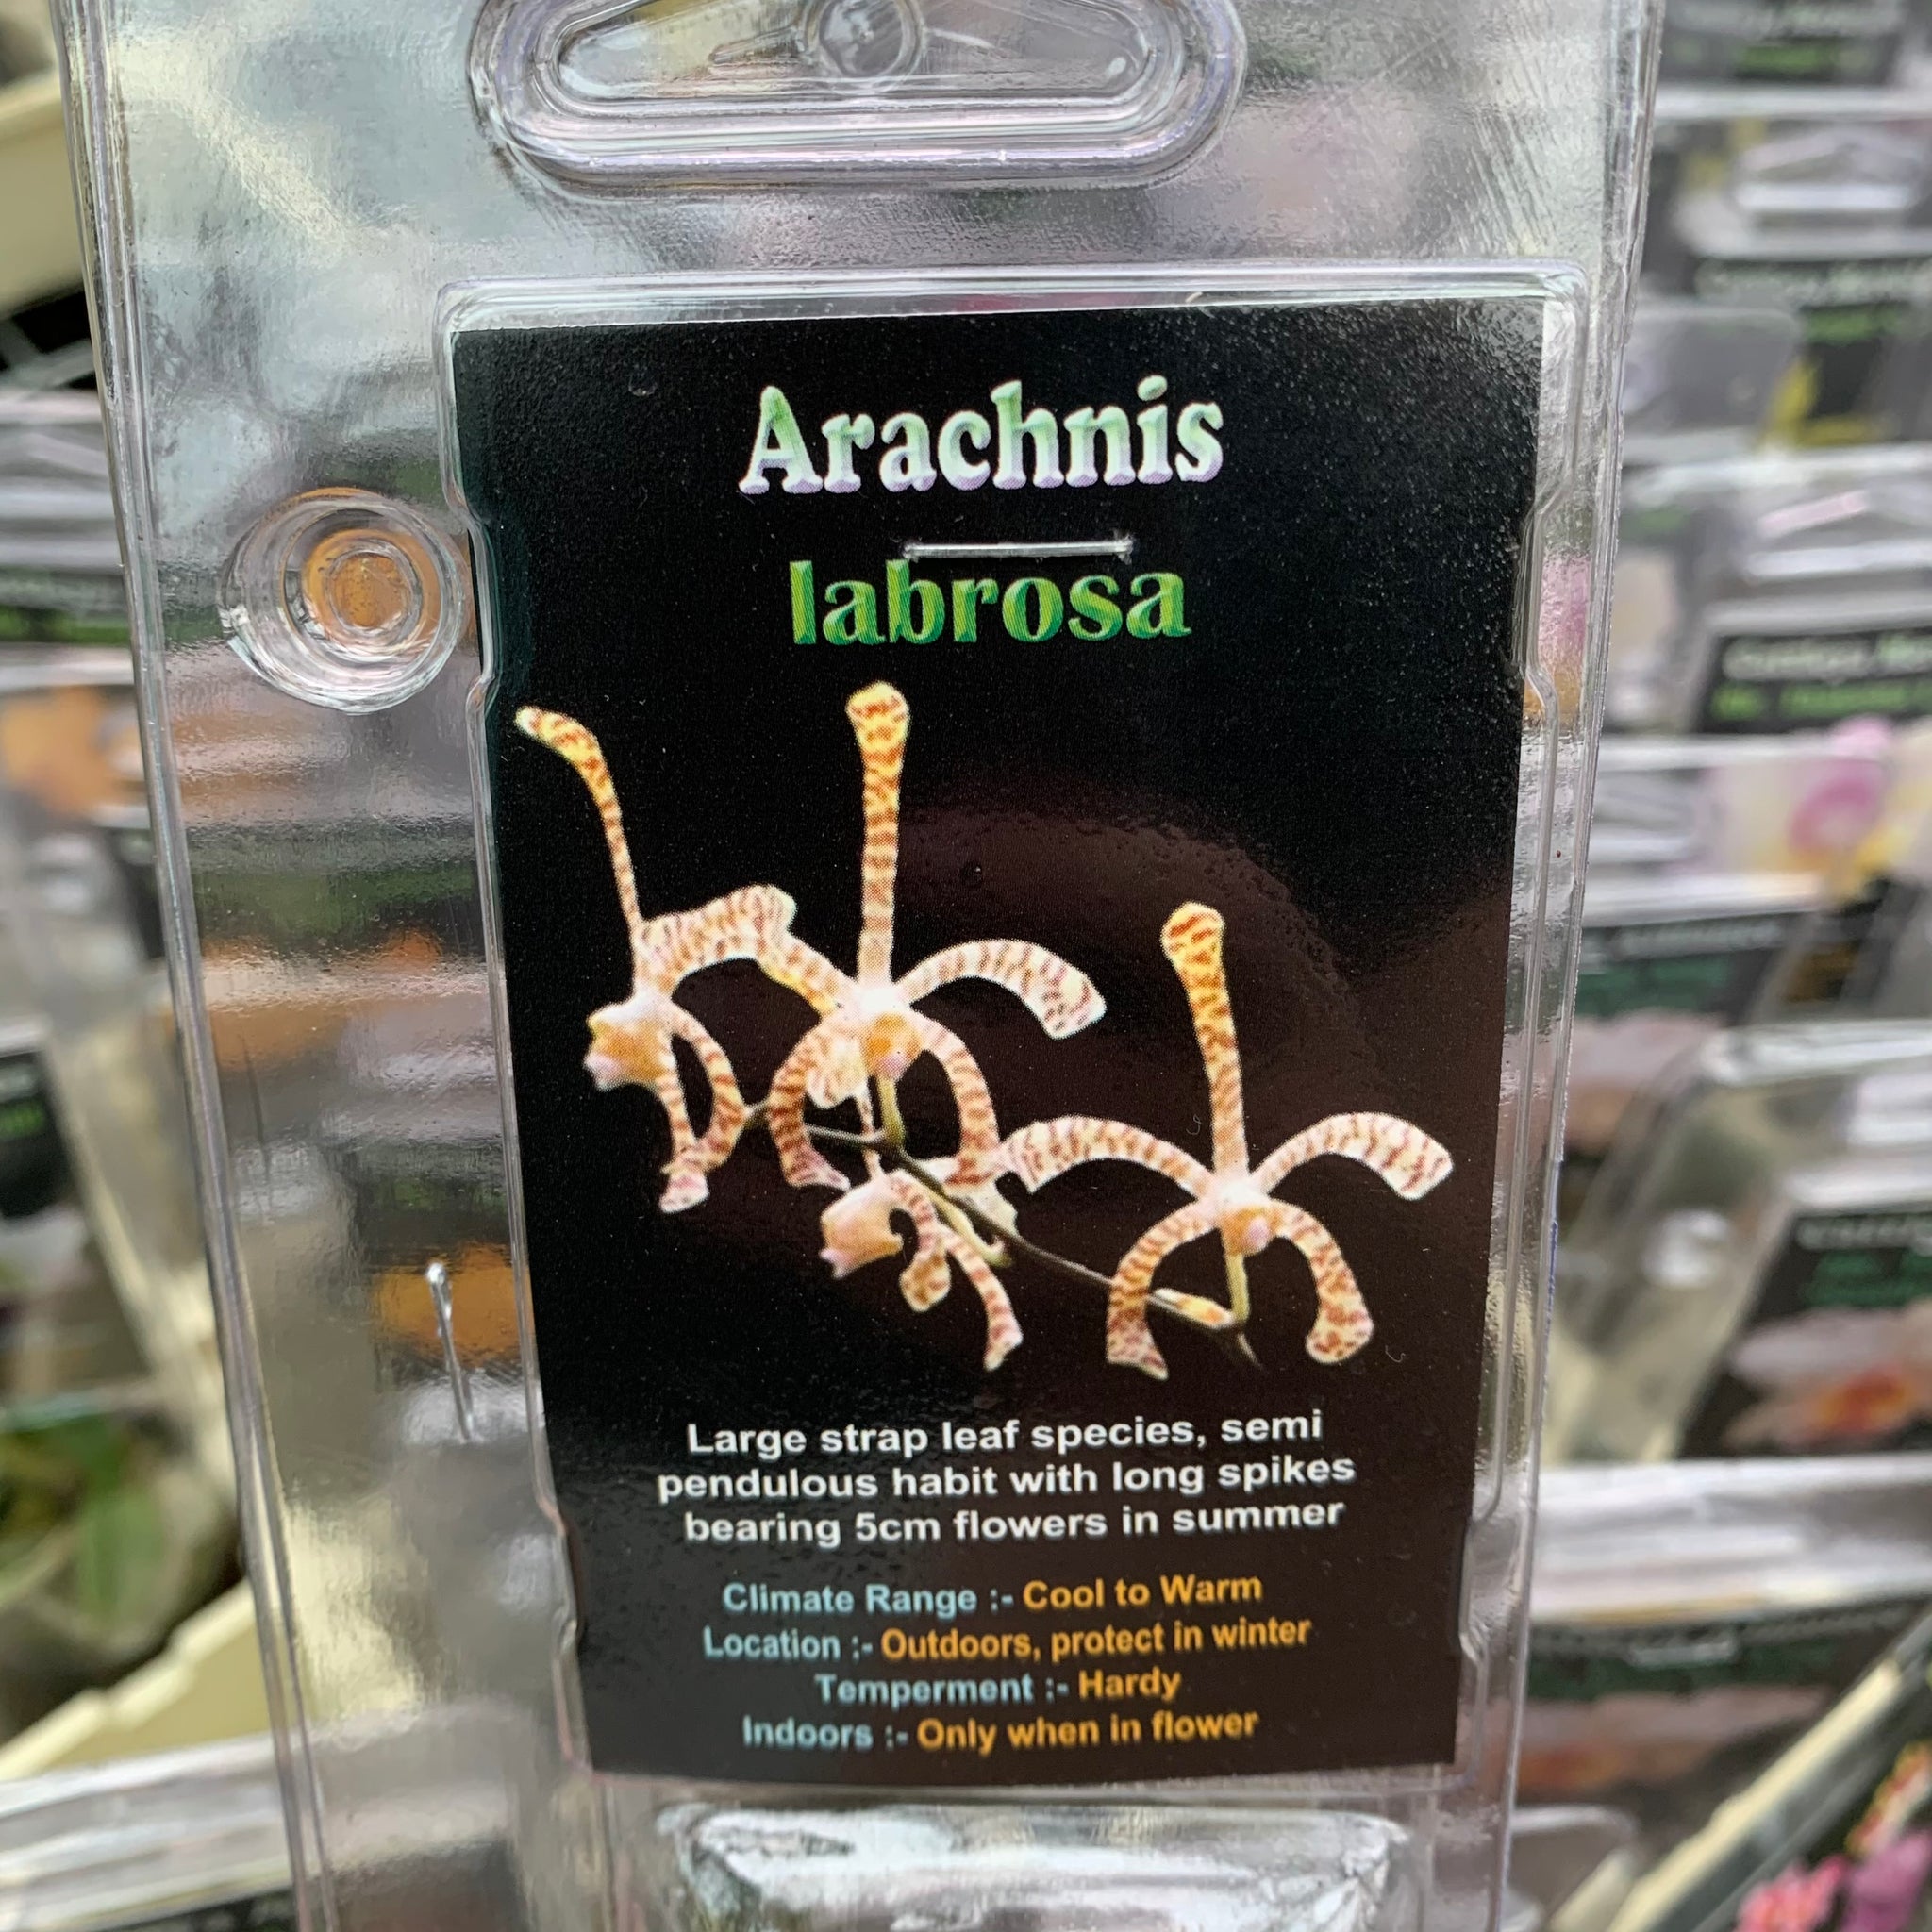 Arachnis
labrosa
Large strap leaf species, semi
pendulous habit with long spikes
bearing 5cm flowers in summer
Climate Range :- Cool to Warm
Location :- Outdoors, protect in winter
Temperment :- Hardy
Indoors :- Only when in flower